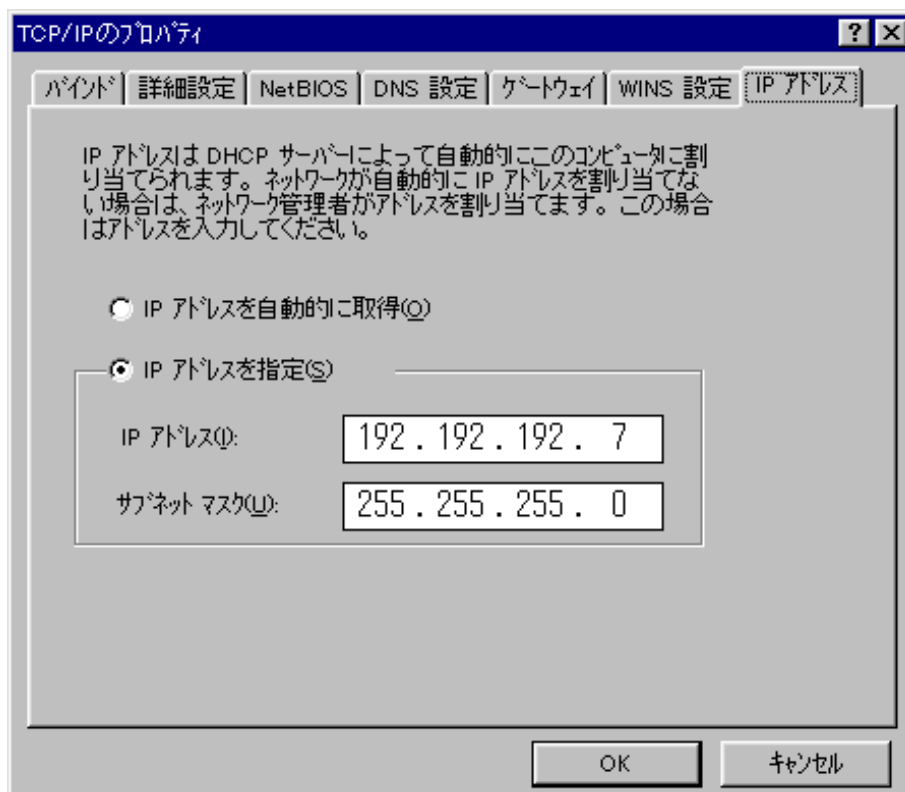 TCP/IPのプロパティ
バインド 詳細設定 NetBIOS DNS 設定 ゲートウェイ WINS 設定 IP アドレス
IP アドレスは DHCP サーバーによって自動的にこのコンピュータに割
り当てられます。ネットワークが自動的に IP アドレスを割り当てな
い場合は、ネットワーク管理者がアドレスを割り当てます。この場合
はアドレスを入力してください。
IP アドレスを自動的に取得(O)
IP アドレスを指定(S)
IP アドレス(I): 192 . 192 . 192 . 7
サブネット マスク(U): 255 . 255 . 255 . 0
OK キャンセル